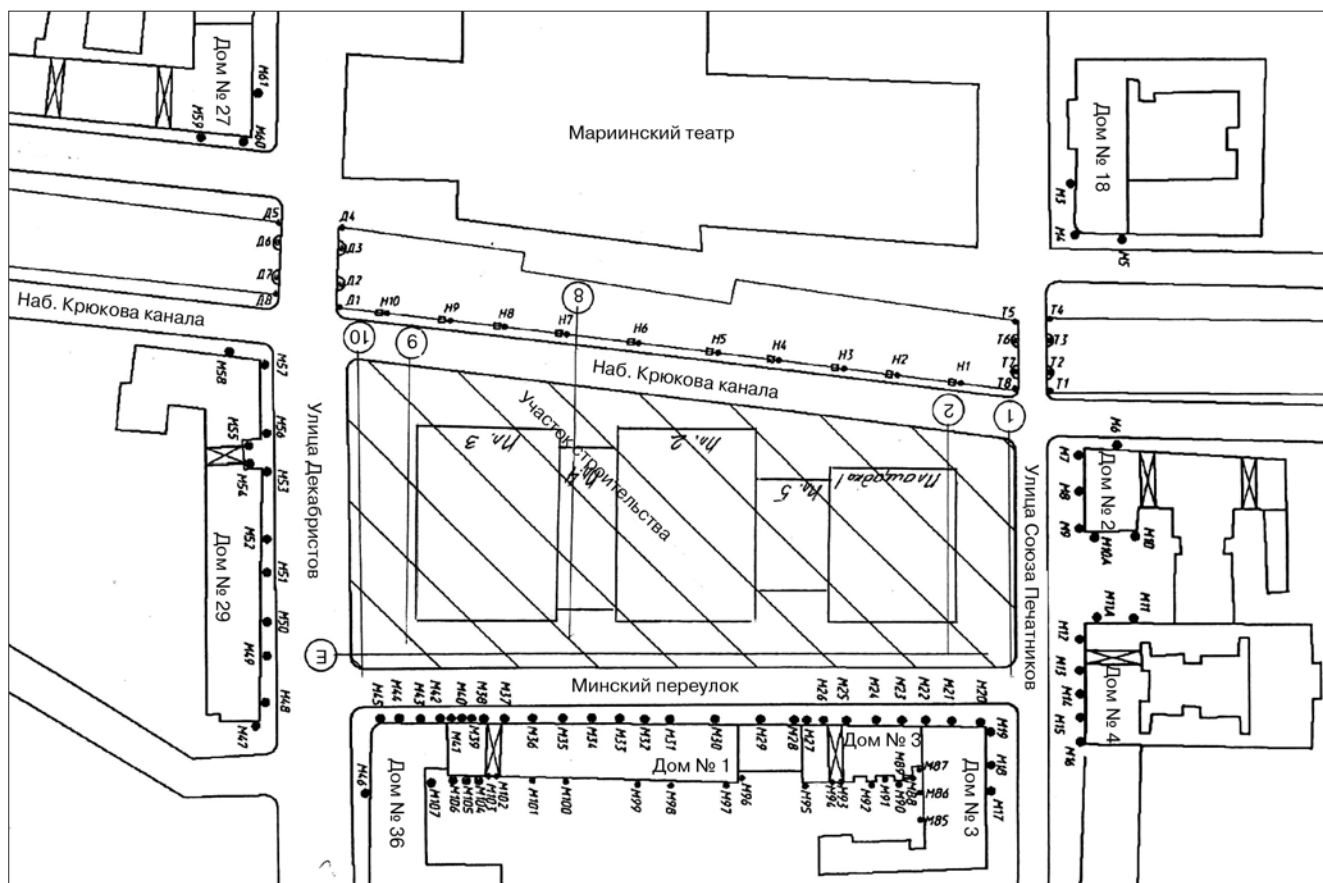 Дом № 27
М61
М59
М60
Мариинский театр
Дом № 18
М3
М4
М5
Д5
Д6
Д7
Д8
Д4
Д3
Д2
Д1
Наб. Крюкова канала
Н10
Н9
Н8
Н7
Н6
Н5
Н4
Н3
Н2
Н1
Т5
Т6
Т7
Т8
Т4
Т3
Т2
Т1
10
9
8
2
1
Е
Наб. Крюкова канала
М58
М57
М56
М55
М54
М53
М52
М51
М50
М49
М48
М47
Дом № 29
Улица Декабристов
Участок строительства
пл. 3
пл. 4
пл. 2
пл. 5
Площадка 1
Улица Союза Печатников
М6
М7
М8
М9
М10А
М10
Дом № 2
М11А
М11
М12
М13
М14
М15
М16
Дом № 4
Минский переулок
М45
М44
М43
М42
М41
М40
М39
М38
М37
М36
М35
М34
М33
М32
М31
М30
М29
М28
М27
М26
М25
М24
М23
М22
М21
М20
М19
М18
М17
Дом № 1
Дом № 3
Дом № 3
Дом № 36
М46
М107
М106
М105
М104
М103
М102
М101
М100
М99
М98
М97
М96
М95
М94
М93
М92
М91
М90
М89
М88
М87
М86
М85